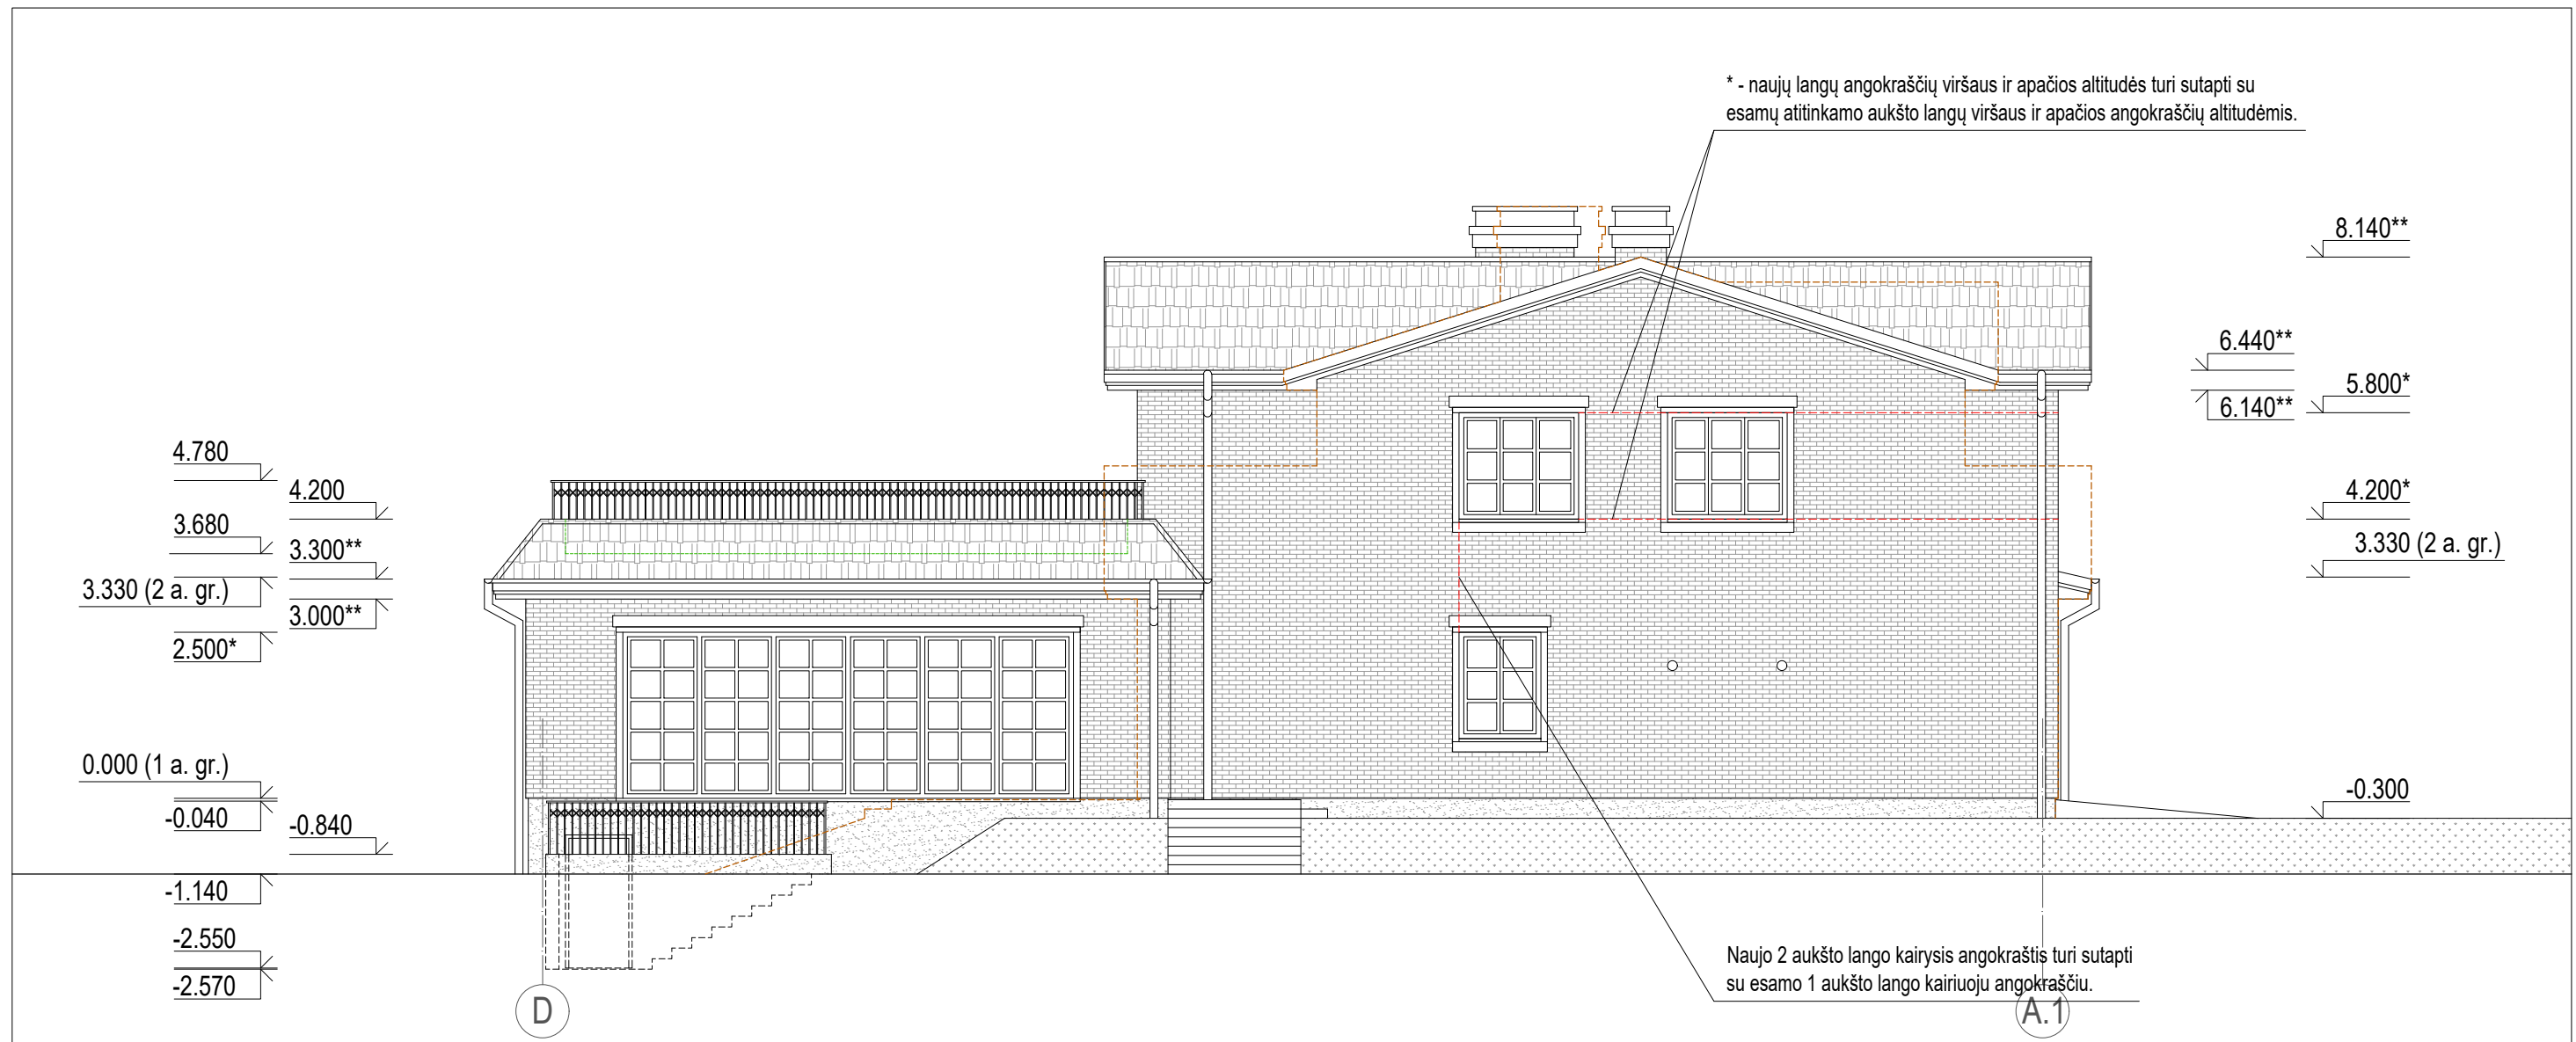 * - naujų langų angokraščių viršaus ir apačios altitudės turi sutapti su
esamų atitinkamo aukšto langų viršaus ir apačios angokraščių altitudėmis.
8.140**
6.440**
5.800*
6.140**
4.200*
3.330 (2 a. gr.)
-0.300
4.780
4.200
3.680
3.300**
3.330 (2 a. gr.)
3.000**
2.500*
0.000 (1 a. gr.)
-0.040
-0.840
-1.140
-2.550
-2.570
Naujo 2 aukšto lango kairysis angokraštis turi sutapti
su esamo 1 aukšto lango kairiuoju angokraščiu.
D
A.1